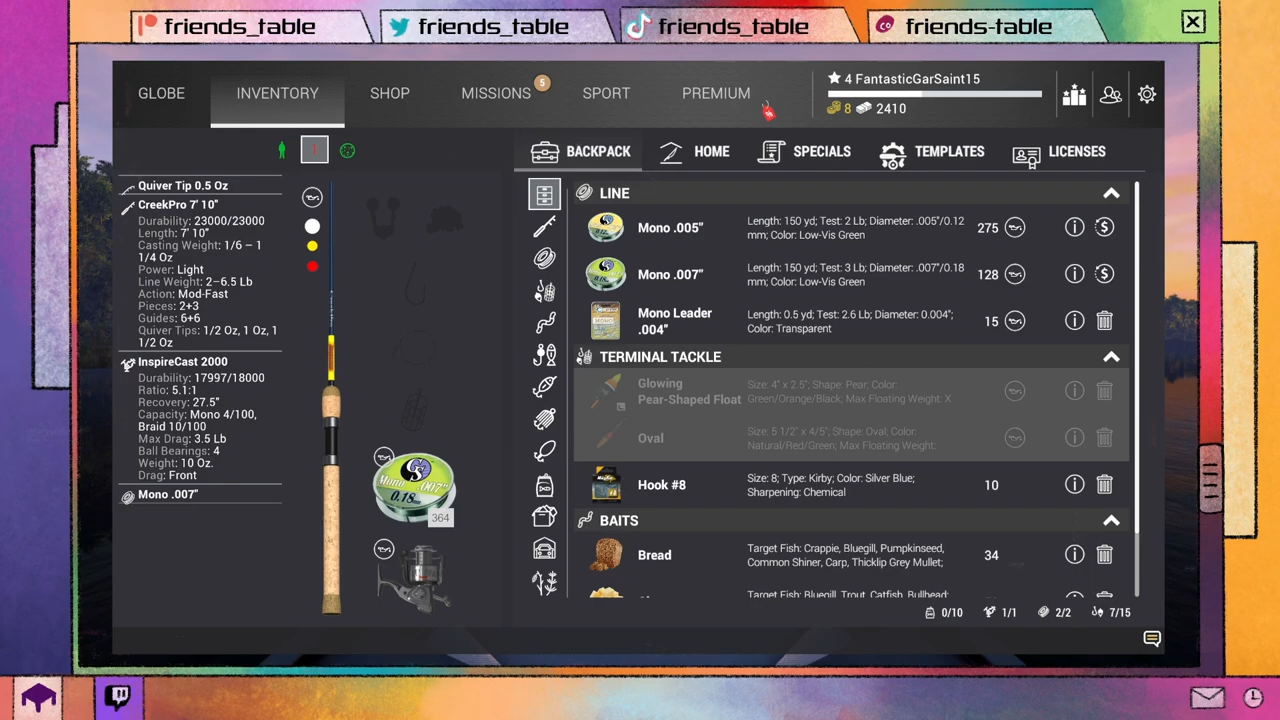 friends_table
friends_table
friends_table
friends-table
GLOBE
INVENTORY
SHOP
MISSIONS
5
SPORT
PREMIUM
4 FantasticGarSaint15
8 2410
1
BACKPACK
HOME
SPECIALS
TEMPLATES
LICENSES
Quiver Tip 0.5 Oz
CreekPro 7' 10"
Durability: 23000/23000
Length: 7' 10"
Casting Weight: 1/6 – 1
1/4 Oz
Power: Light
Line Weight: 2–6.5 Lb
Action: Mod-Fast
Pieces: 2+3
Guides: 6+6
Quiver Tips: 1/2 Oz, 1 Oz, 1
1/2 Oz
InspireCast 2000
Durability: 17997/18000
Ratio: 5.1:1
Recovery: 27.5"
Capacity: Mono 4/100,
Braid 10/100
Max Drag: 3.5 Lb
Ball Bearings: 4
Weight: 10 Oz.
Drag: Front
Mono .007"
Mono .007"
0.18
364
LINE
Mono .005"
Length: 150 yd; Test: 2 Lb; Diameter: .005"/0.12
mm; Color: Low-Vis Green
275
Mono .007"
Length: 150 yd; Test: 3 Lb; Diameter: .007"/0.18
mm; Color: Low-Vis Green
128
Mono Leader
.004"
Length: 0.5 yd; Test: 2.6 Lb; Diameter: 0.004";
Color: Transparent
15
TERMINAL TACKLE
Glowing
Pear-Shaped Float
Size: 4" x 2.5"; Shape: Pear; Color:
Green/Orange/Black; Max Floating Weight: X
Oval
Size: 5 1/2" x 4/5"; Shape: Oval; Color:
Natural/Red/Green; Max Floating Weight:
Hook #8
Size: 8; Type: Kirby; Color: Silver Blue;
Sharpening: Chemical
10
BAITS
Bread
Target Fish: Crappie, Bluegill, Pumpkinseed,
Common Shiner, Carp, Thicklip Grey Mullet;
34
Target Fish: Bluegill, Trout, Catfish, Bullhead;
0/10
1/1
2/2
7/15